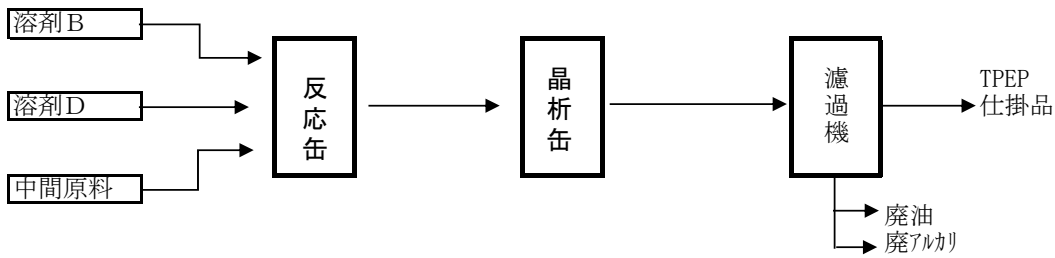 溶剤Ｂ
溶剤Ｄ
中間原料
反応缶
晶析缶
濾過機
TPEP
仕掛品
廃油
廃ｱﾙｶﾘ